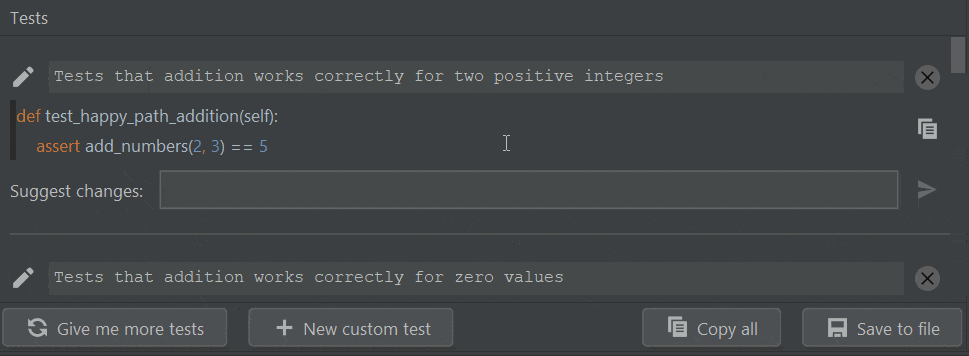 Tests
Tests that addition works correctly for two positive integers
def test_happy_path_addition(self):
assert add_numbers(2, 3) == 5
Suggest changes:
Tests that addition works correctly for zero values
Give me more tests
New custom test
Copy all
Save to file